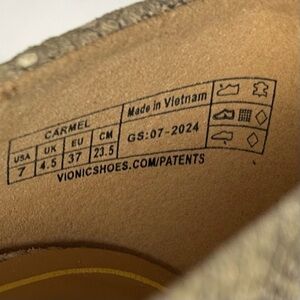 CARMEL
USA UK EU CM
7 4.5 37 23.5
Made in Vietnam
GS:07-2024
VIONICSHOES.COM/PATENTS